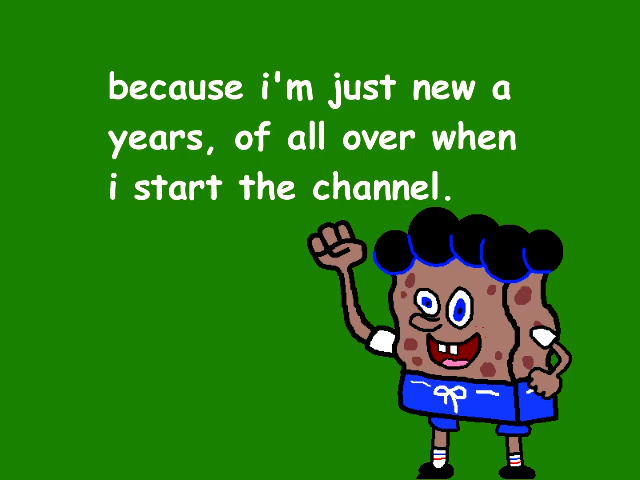 because i'm just new a
years, of all over when
i start the channel.